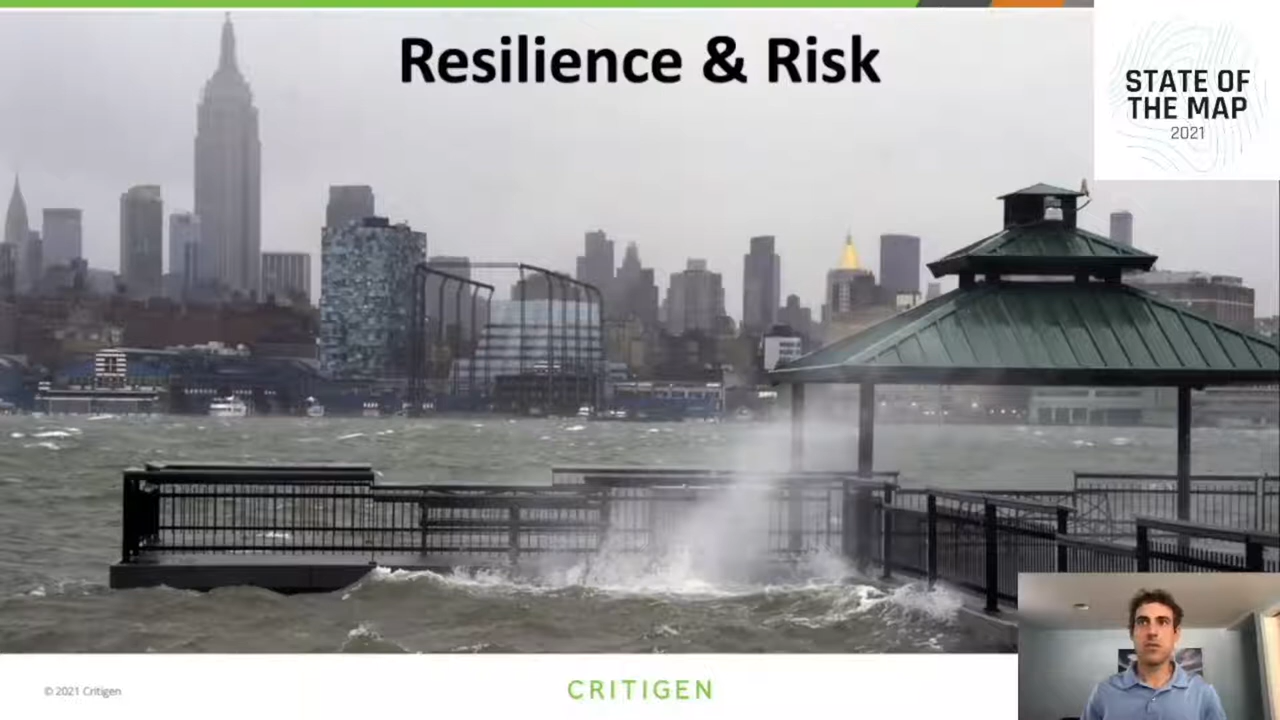 Resilience & Risk
STATE OF
THE MAP
2021
© 2021 Critigen
CRITIGEN